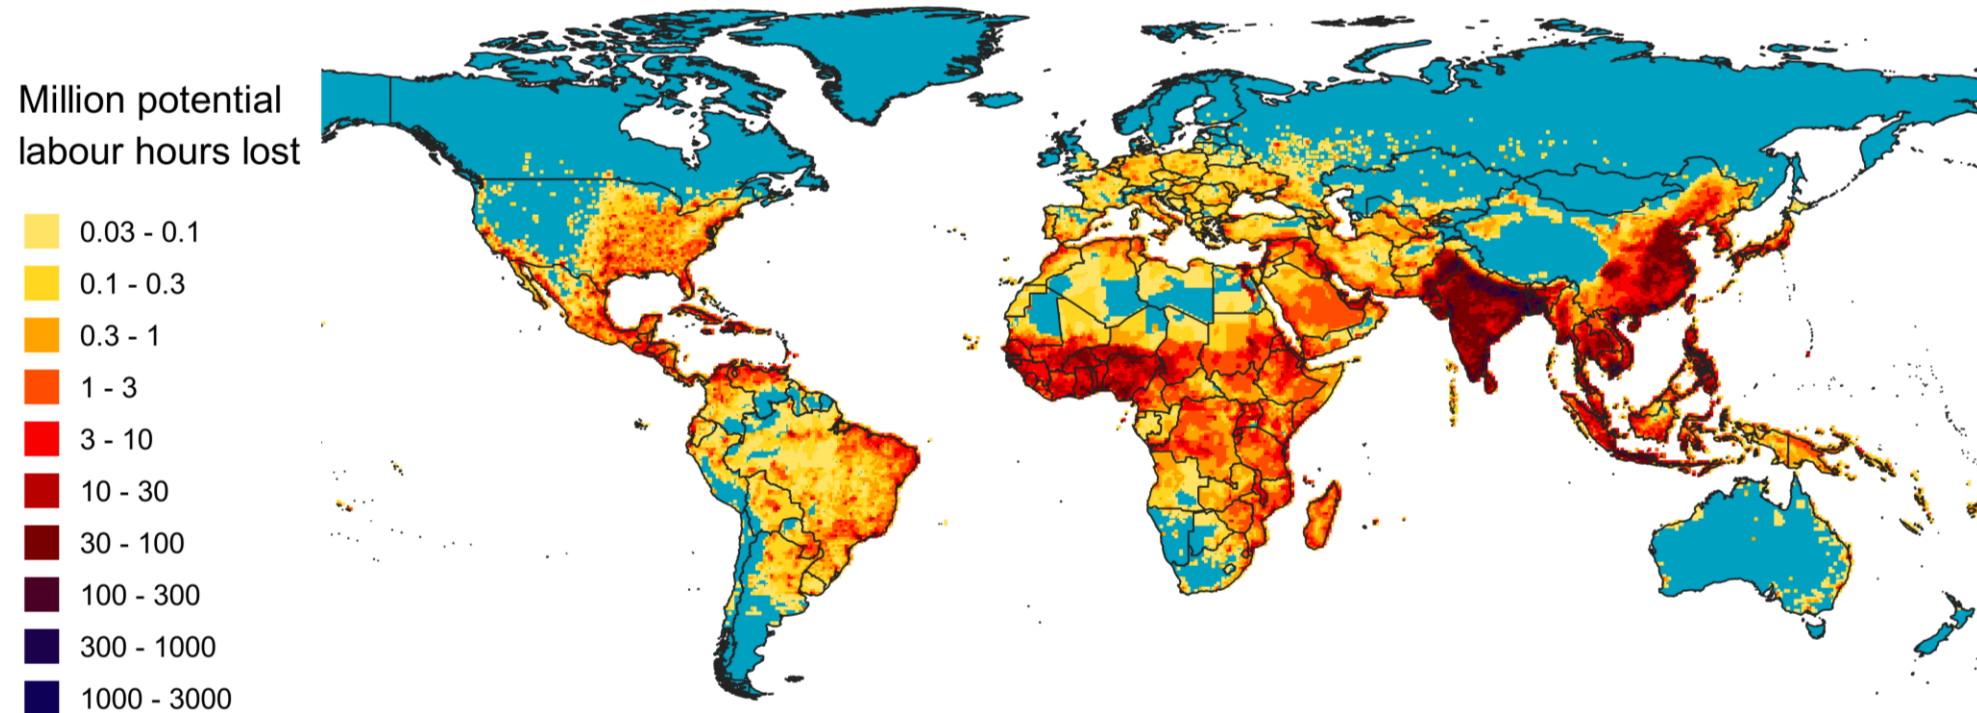 Million potential
labour hours lost
0.03 - 0.1
0.1 - 0.3
0.3 - 1
1 - 3
3 - 10
10 - 30
30 - 100
100 - 300
300 - 1000
1000 - 3000